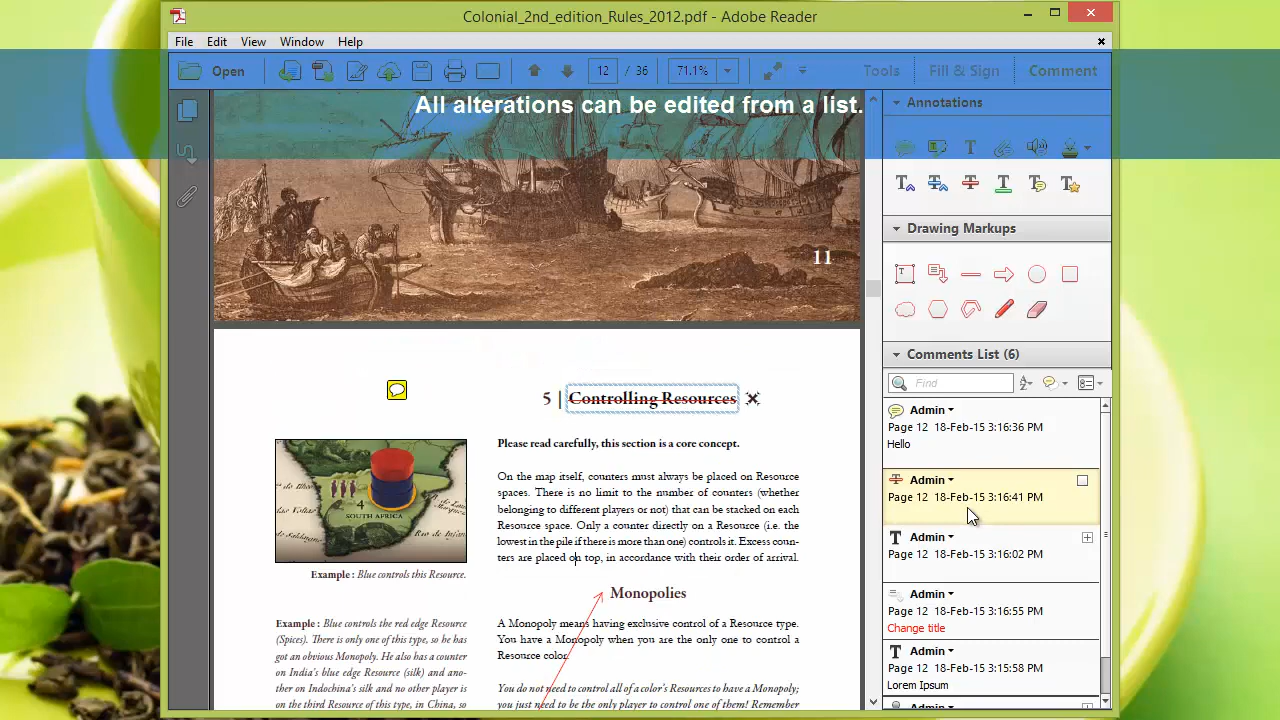 Colonial_2nd_edition_Rules_2012.pdf - Adobe Reader
File Edit View Window Help
Open 12 / 36 71.1% Tools Fill & Sign Comment
All alterations can be edited from a list.
Annotations
Drawing Markups
11
Comments List (6)
Find
5 | Controlling Resources
Admin
Page 12 18-Feb-15 3:16:36 PM
Hello
Admin
Page 12 18-Feb-15 3:16:41 PM
Admin
Page 12 18-Feb-15 3:16:02 PM
Admin
Page 12 18-Feb-15 3:16:55 PM
Change title
Admin
Page 12 18-Feb-15 3:15:58 PM
Lorem Ipsum
Admin
4
SOUTH AFRICA
Example : Blue controls this Resource.
Example : Blue controls the red edge Resource
(Spices). There is only one of this type, so he has
got an obvious Monopoly. He also has a counter
on India's blue edge Resource (silk) and ano-
ther on Indochina's silk and no other player is
on the third Resource of this type, in China, so
Please read carefully, this section is a core concept.
On the map itself, counters must always be placed on Resource
spaces. There is no limit to the number of counters (whether
belonging to different players or not) that can be stacked on each
Resource space. Only a counter directly on a Resource (i.e. the
lowest in the pile if there is more than one) controls it. Excess coun-
ters are placed on top, in accordance with their order of arrival.
Monopolies
A Monopoly means having exclusive control of a Resource type.
You have a Monopoly when you are the only one to control a
Resource color.
You do not need to control all of a color's Resources to have a Monopoly;
you just need to be the only player to control one of them! Remember